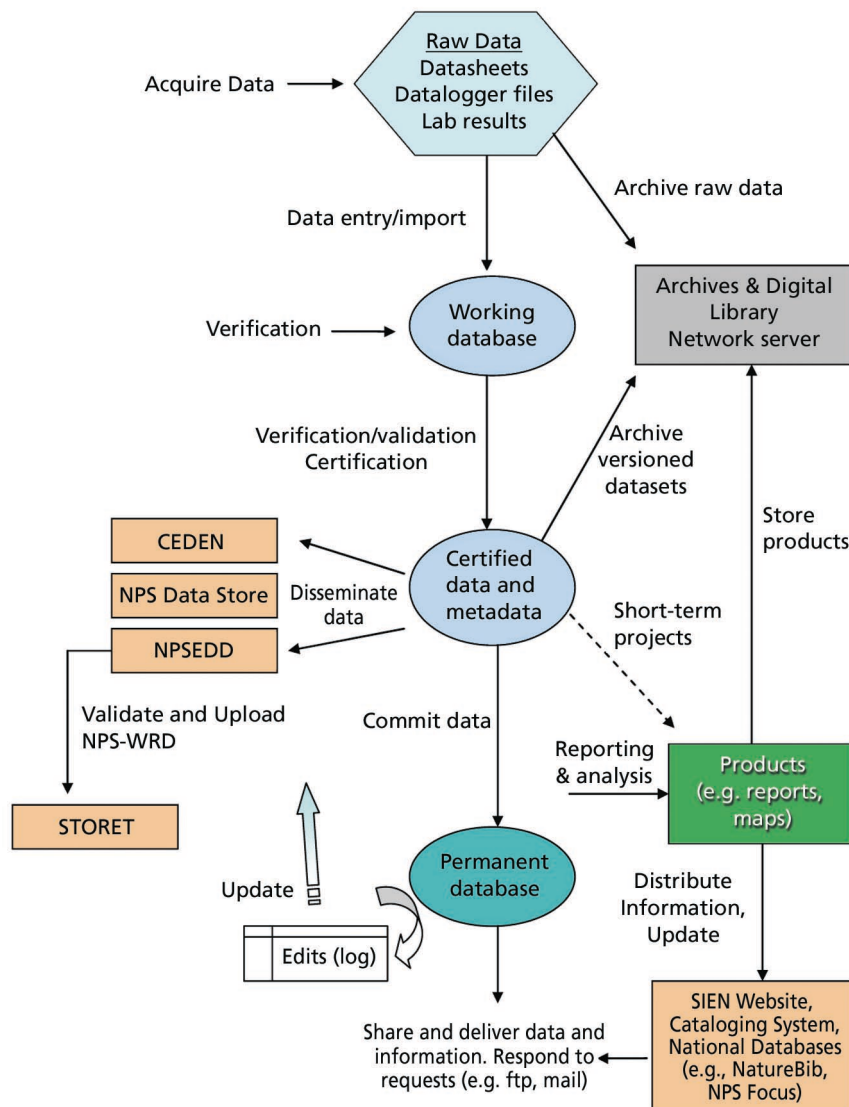 Raw Data
Datasheets
Datalogger files
Lab results
Acquire Data
Archive raw data
Data entry/import
Archives & Digital
Library
Network server
Working
database
Verification
Verification/validation
Certification
Archive
versioned
datasets
Store
products
CEDEN
NPS Data Store
NPSEDD
Disseminate
data
Certified
data and
metadata
Short-term
projects
Validate and Upload
NPS-WRD
Commit data
Reporting
& analysis
Products
(e.g. reports,
maps)
STORET
Permanent
database
Update
Edits (log)
Distribute
Information,
Update
Share and deliver data and
information. Respond to
requests (e.g. ftp, mail)
SIEN Website,
Cataloging System,
National Databases
(e.g., NatureBib,
NPS Focus)